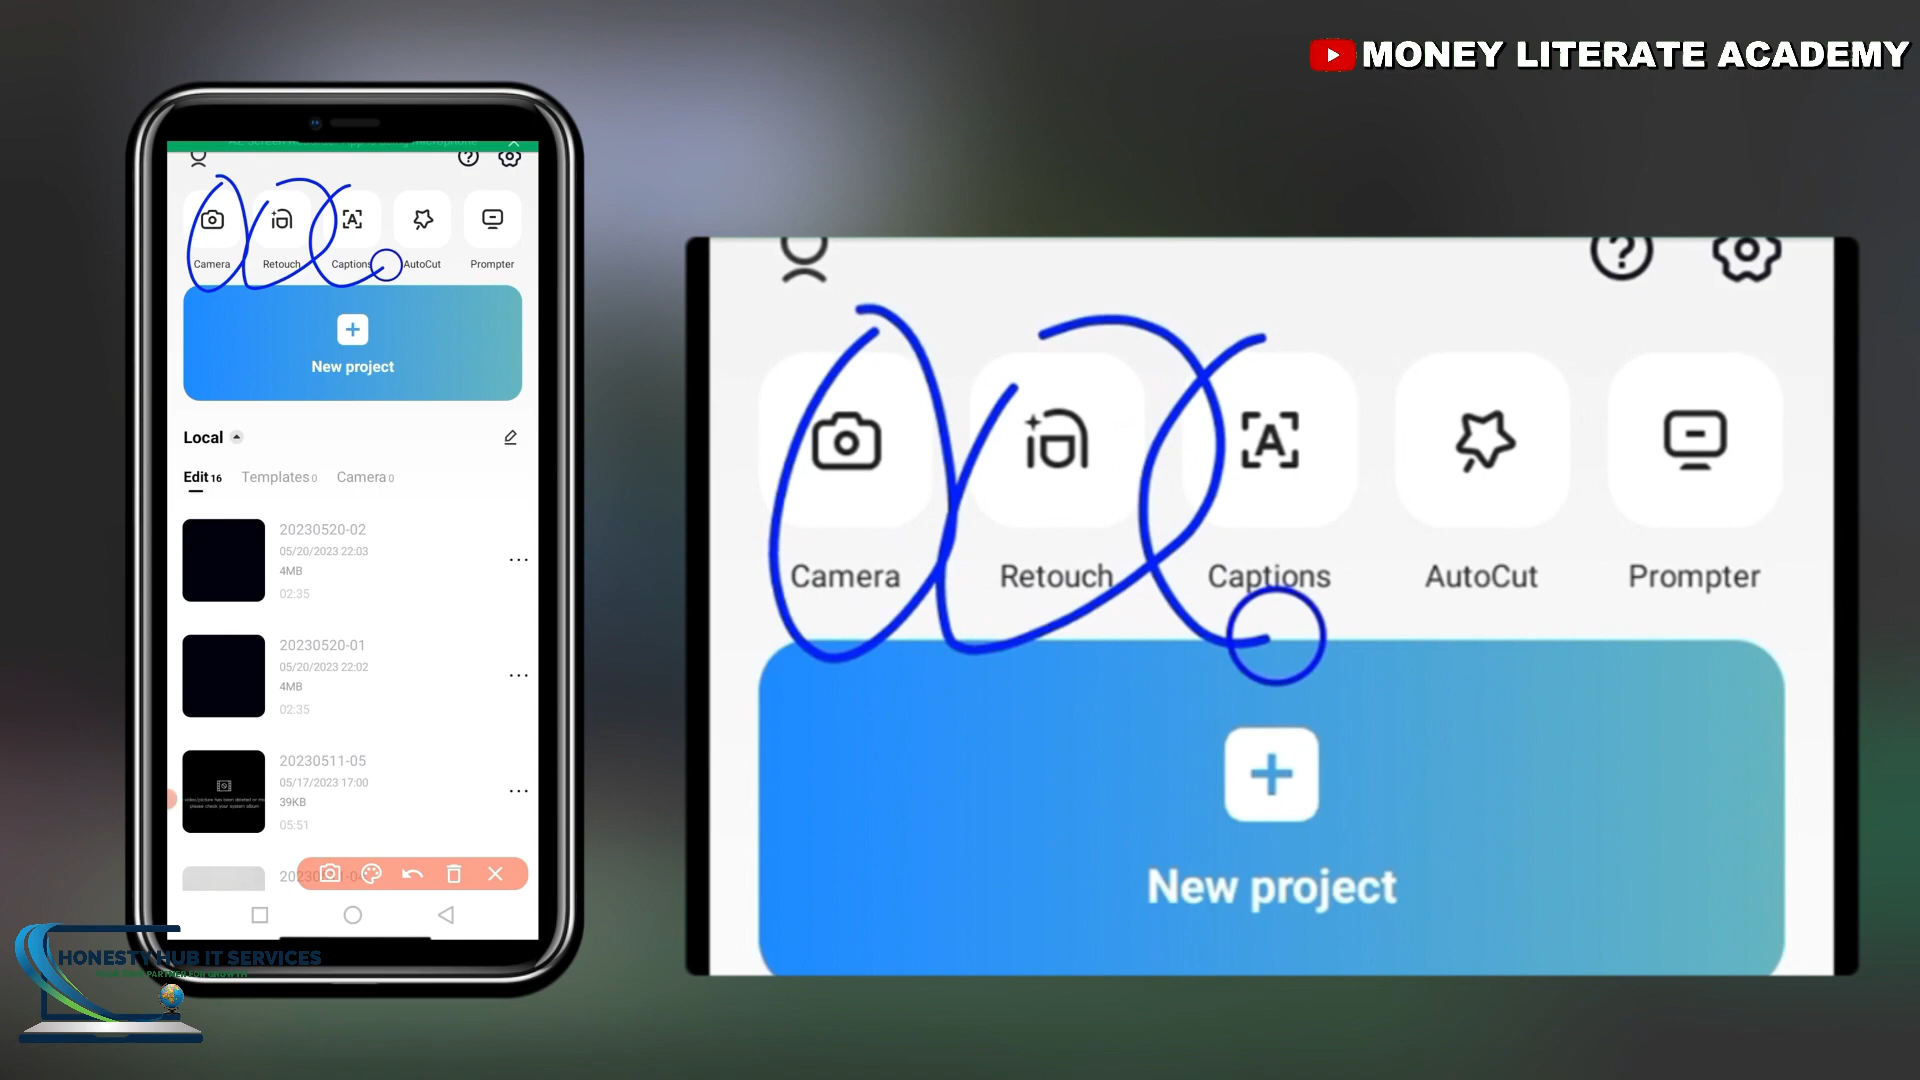 MONEY LITERATE ACADEMY
Camera Retouch Captions AutoCut Prompter
New project
Local
Edit 16 Templates 0 Camera 0
20230520-02
05/20/2023 22:03
4MB
02:35
20230520-01
05/20/2023 22:02
4MB
02:35
20230511-05
05/17/2023 17:00
39KB
05:51
HONESTY HUB IT SERVICES
Camera Retouch Captions AutoCut Prompter
New project